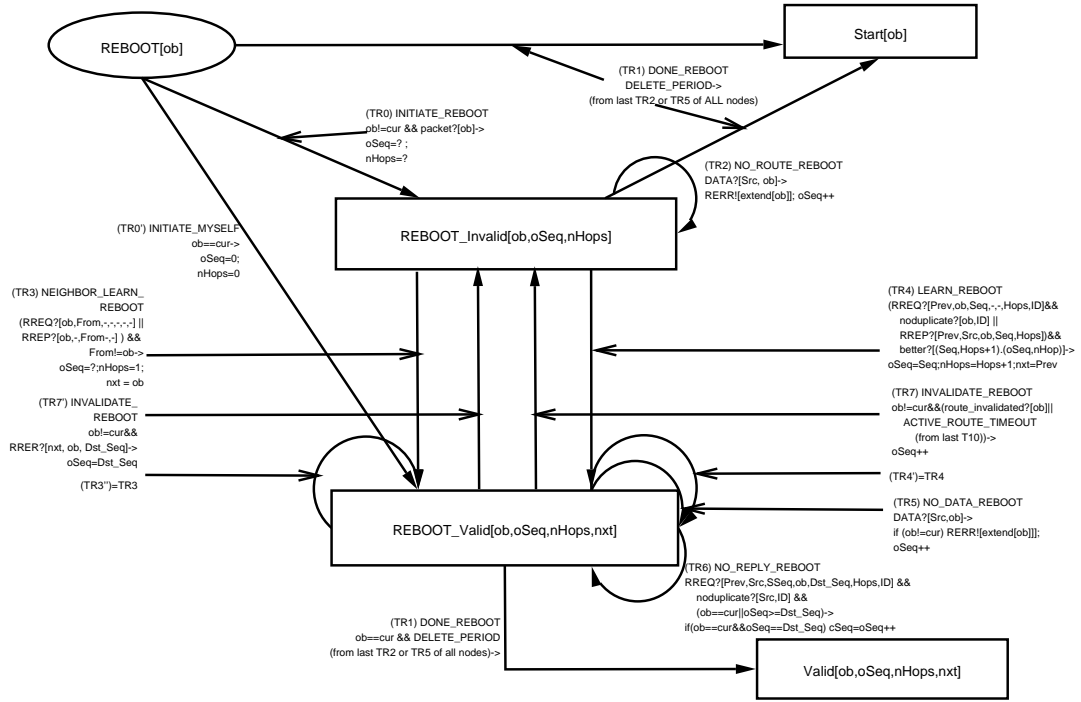 REBOOT[ob]
Start[ob]
(TR1) DONE_REBOOT
DELETE_PERIOD->
(from last TR2 or TR5 of ALL nodes)
(TR0) INITIATE_REBOOT
ob!=cur && packet?[ob]->
oSeq=? ;
nHops=?
(TR2) NO_ROUTE_REBOOT
DATA?[Src, ob]->
RERR![extend[ob]]; oSeq++
(TR0') INITIATE_MYSELF
ob==cur->
oSeq=0;
nHops=0
REBOOT_Invalid[ob,oSeq,nHops]
(TR3) NEIGHBOR_LEARN_
REBOOT
(RREQ?[ob,From,-,-,-,-,-] ||
RREP?[ob,-,From-,-] ) &&
From!=ob->
oSeq=?;nHops=1;
nxt = ob
(TR4) LEARN_REBOOT
(RREQ?[Prev,ob,Seq,-,-,Hops,ID]&&
noduplicate?[ob,ID] ||
RREP?[Prev,Src,ob,Seq,Hops])&&
better?[(Seq,Hops+1).(oSeq,nHop)]->
oSeq=Seq;nHops=Hops+1;nxt=Prev
(TR7') INVALIDATE_
REBOOT
ob!=cur&&
RRER?[nxt, ob, Dst_Seq]->
oSeq=Dst_Seq
(TR7) INVALIDATE_REBOOT
ob!=cur&&(route_invalidated?[ob]||
ACTIVE_ROUTE_TIMEOUT
(from last T10))->
oSeq++
(TR3'')=TR3
(TR4')=TR4
REBOOT_Valid[ob,oSeq,nHops,nxt]
(TR5) NO_DATA_REBOOT
DATA?[Src,ob]->
if (ob!=cur) RERR![extend[ob]]];
oSeq++
(TR6) NO_REPLY_REBOOT
RREQ?[Prev,Src,SSeq,ob,Dst_Seq,Hops,ID] &&
noduplicate?[Src,ID] &&
(ob==cur||oSeq>=Dst_Seq)->
if(ob==cur&&oSeq==Dst_Seq) cSeq=oSeq++
(TR1) DONE_REBOOT
ob==cur && DELETE_PERIOD
(from last TR2 or TR5 of all nodes)->
Valid[ob,oSeq,nHops,nxt]